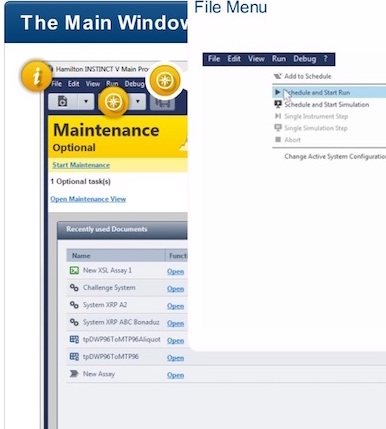 The Main Window
File Menu
Hamilton INSTINCT V Main Pro
File Edit View Run Debug
Maintenance
Optional
Start Maintenance
1 Optional task(s)
Open Maintenance View
Recently used Documents
Name Funct
New XSL Assay 1 Open
Challenge System Open
System XRP A2 Open
System XRP ABC Bonaduz Open
tpDWP96ToMTP96Aliquot Open
tpDWP96ToMTP96 Open
New Assay Open
File Edit View Run Debug ?
Add to Schedule
Schedule and Start Run
Schedule and Start Simulation
Single Instrument Step
Single Simulation Step
Abort
Change Active System Configuratio